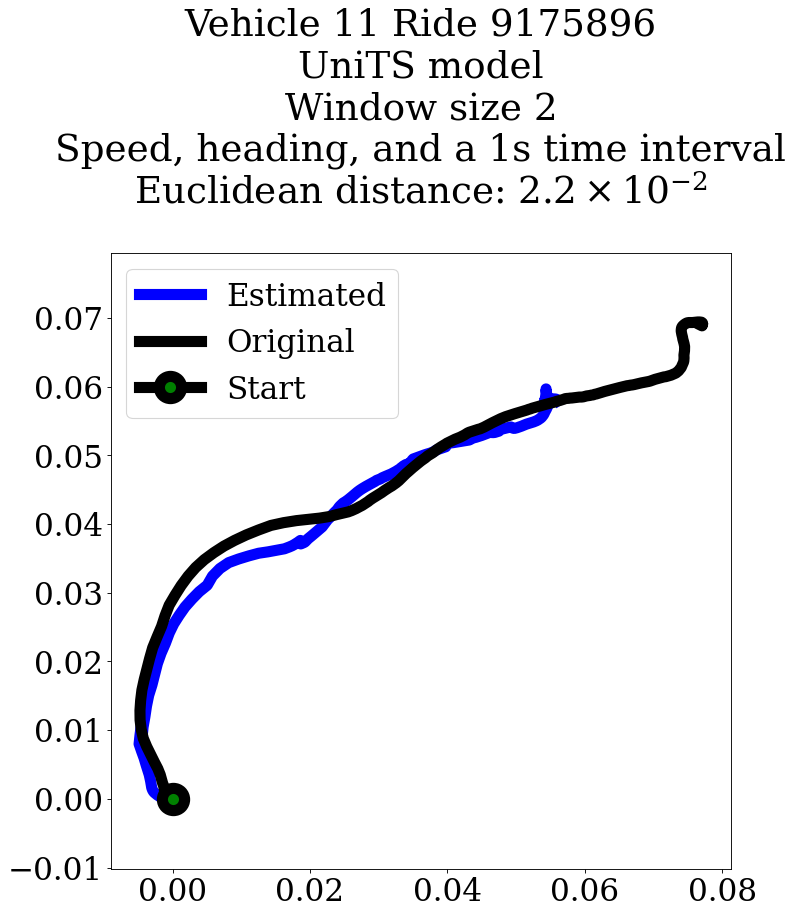 Vehicle 11 Ride 9175896
UniTS model
Window size 2
Speed, heading, and a 1s time interval
Euclidean distance: 2.2 × 10⁻²
Estimated
Original
Start
0.07
0.06
0.05
0.04
0.03
0.02
0.01
0.00
−0.01
0.00 0.02 0.04 0.06 0.08